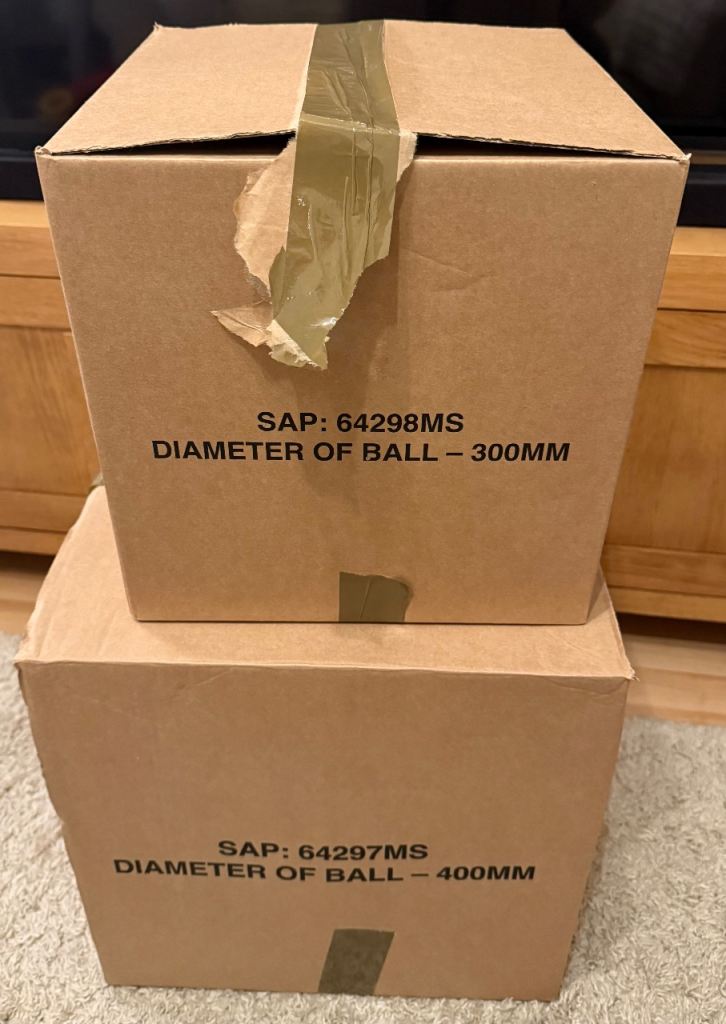 SAP: 64298MS
DIAMETER OF BALL – 300MM
SAP: 64297MS
DIAMETER OF BALL – 400MM